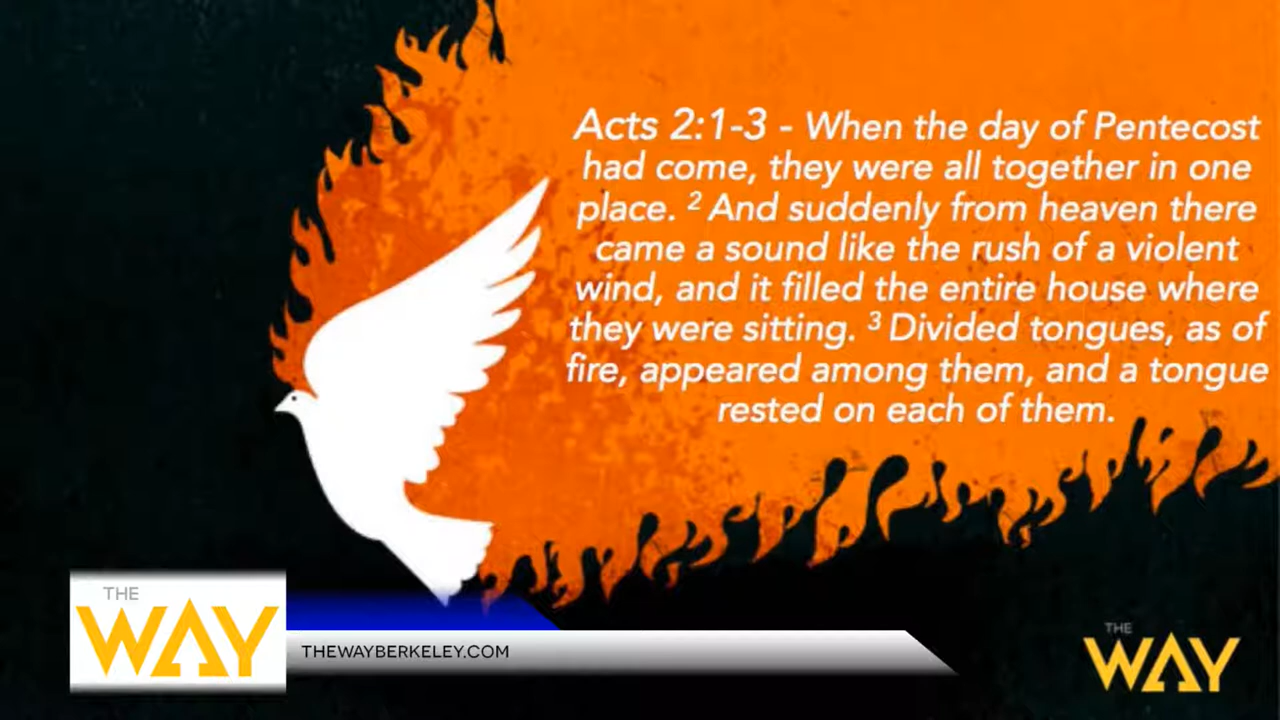 Acts 2:1-3 - When the day of Pentecost
had come, they were all together in one
place. ² And suddenly from heaven there
came a sound like the rush of a violent
wind, and it filled the entire house where
they were sitting. ³ Divided tongues, as of
fire, appeared among them, and a tongue
rested on each of them.
THE
WAY
THEWAYBERKELEY.COM
THE
WAY